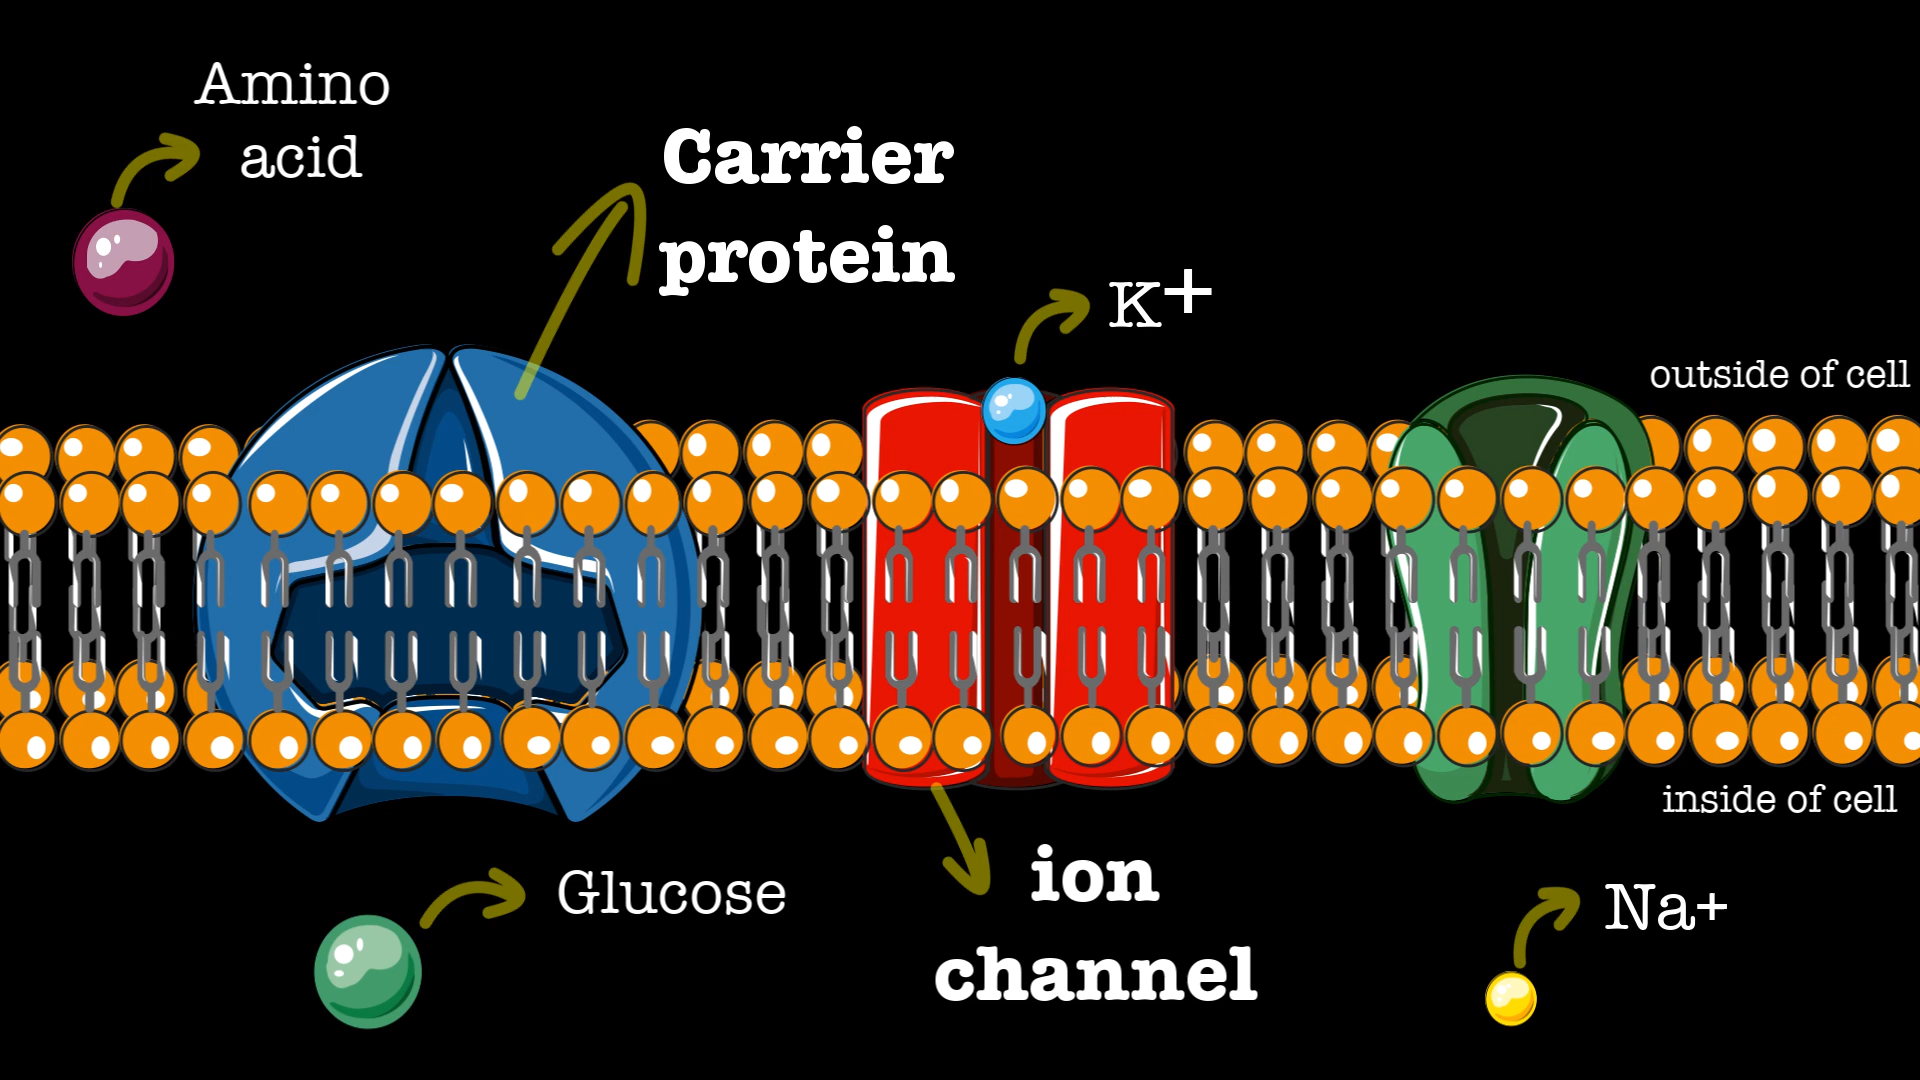 Amino
acid
Carrier
protein
K+
outside of cell
inside of cell
Glucose
ion
channel
Na+